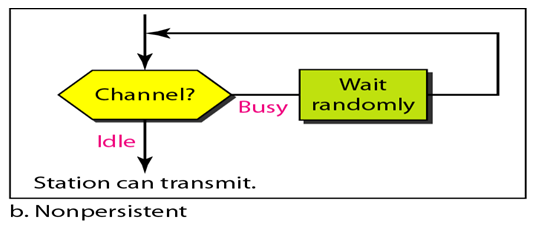 Channel?
Busy
Wait
randomly
Idle
Station can transmit.
b. Nonpersistent